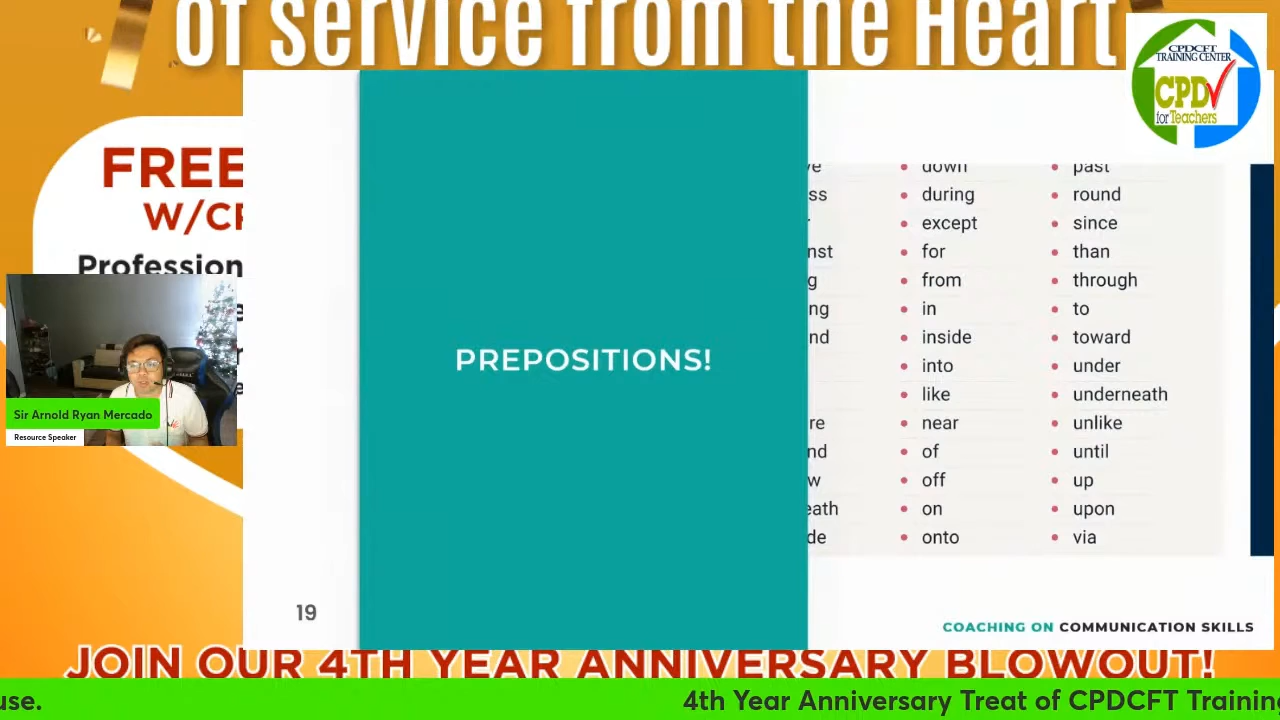 of service from the Heart
CPDCFT
TRAINING CENTER
CPD
for Teachers
FREE
W/CP
Profession
Sir Arnold Ryan Mercado
Resource Speaker
PREPOSITIONS!
down
during
except
for
from
in
inside
into
like
near
of
off
on
onto
past
round
since
than
through
to
toward
under
underneath
unlike
until
up
upon
via
19
COACHING ON COMMUNICATION SKILLS
JOIN OUR 4TH YEAR ANNIVERSARY BLOWOUT!
use. 4th Year Anniversary Treat of CPDCFT Training